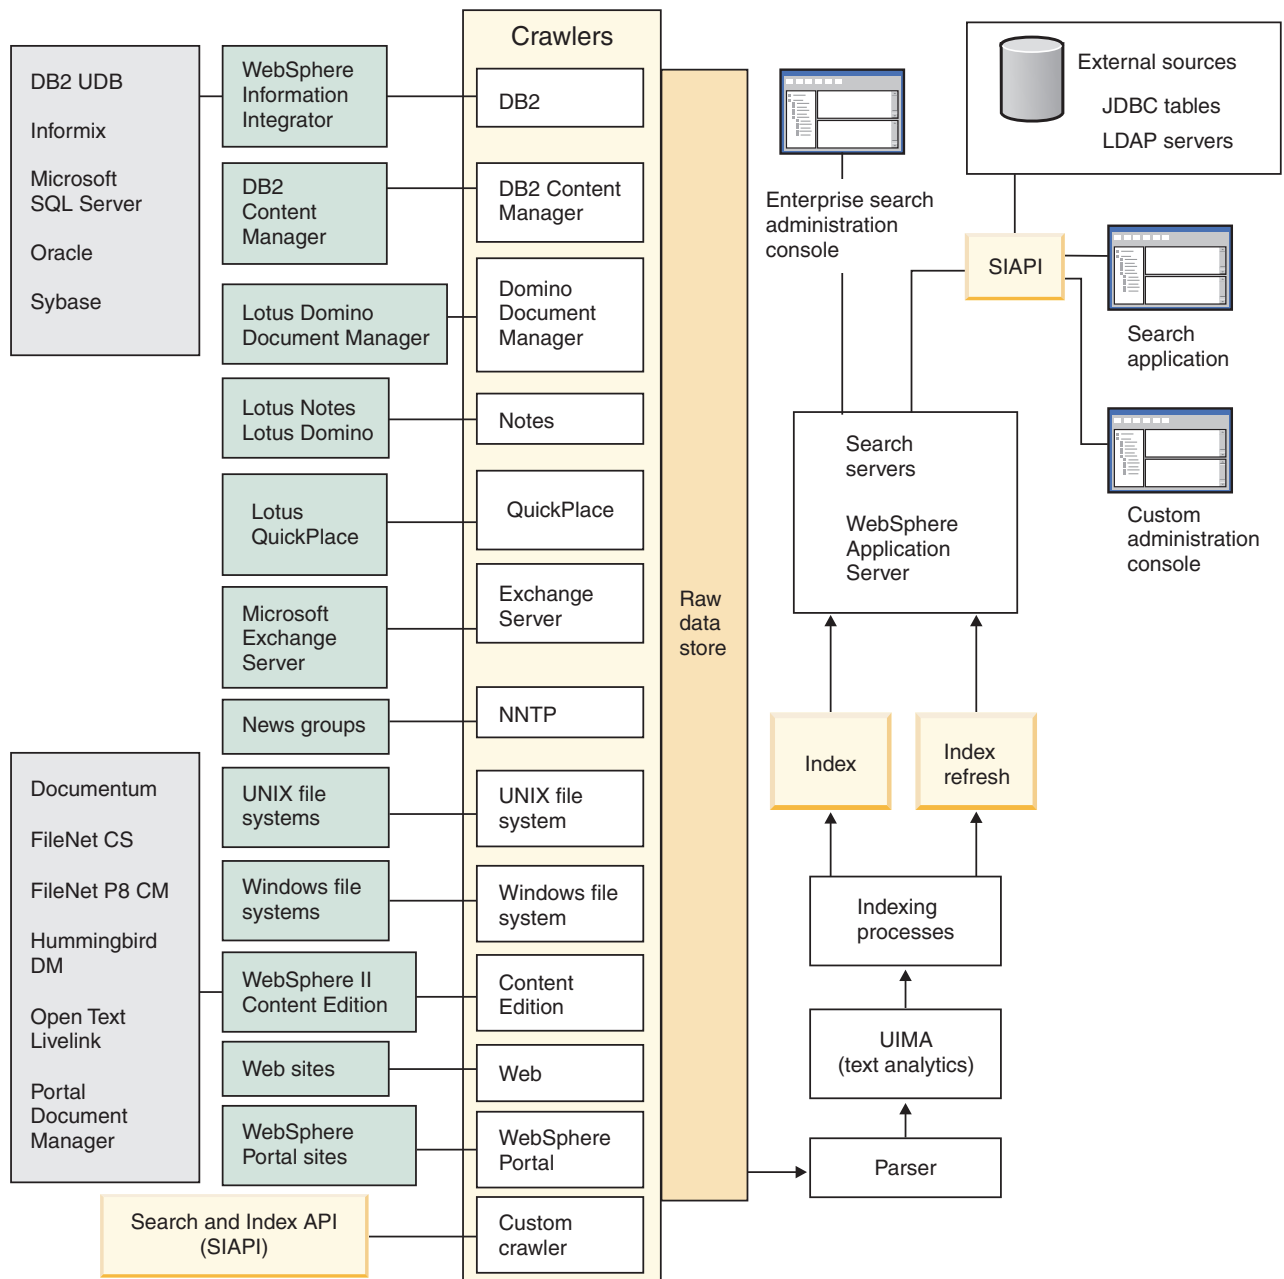 Crawlers
DB2 UDB
Informix
Microsoft
SQL Server
Oracle
Sybase
WebSphere
Information
Integrator
DB2
DB2
Content
Manager
DB2 Content
Manager
Lotus Domino
Document Manager
Domino
Document
Manager
Lotus Notes
Lotus Domino
Notes
Lotus
QuickPlace
QuickPlace
Microsoft
Exchange
Server
Exchange
Server
News groups
NNTP
Documentum
FileNet CS
FileNet P8 CM
Hummingbird
DM
Open Text
Livelink
Portal
Document
Manager
UNIX file
systems
UNIX file
system
Windows file
systems
Windows file
system
WebSphere II
Content Edition
Content
Edition
Web sites
Web
WebSphere
Portal sites
WebSphere
Portal
Search and Index API
(SIAPI)
Custom
crawler
Raw
data
store
Enterprise search
administration
console
External sources
JDBC tables
LDAP servers
SIAPI
Search
application
Custom
administration
console
Search
servers
WebSphere
Application
Server
Index
Index
refresh
Indexing
processes
UIMA
(text analytics)
Parser